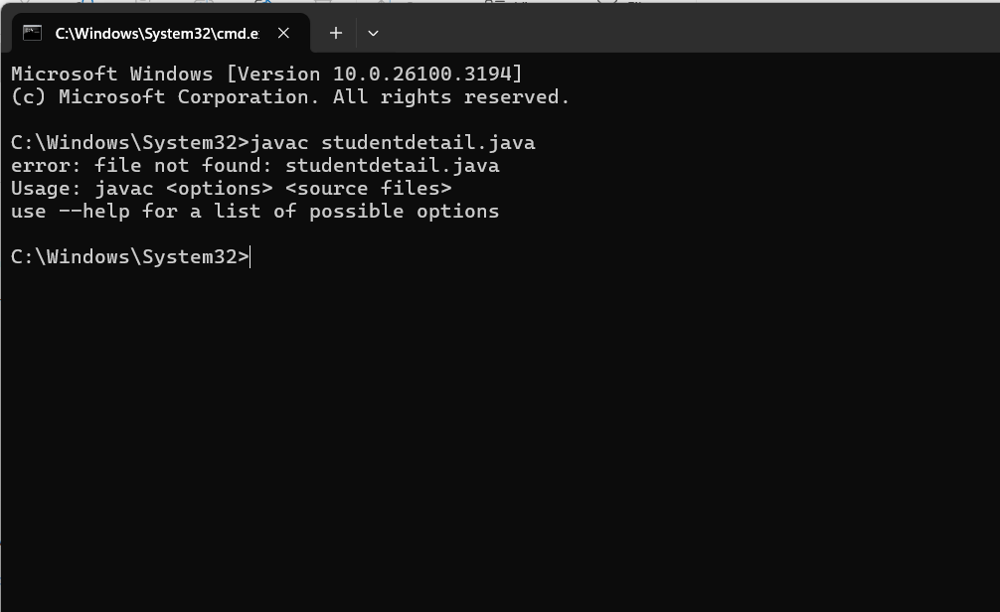 C:\Windows\System32\cmd.e
Microsoft Windows [Version 10.0.26100.3194]
(c) Microsoft Corporation. All rights reserved.
C:\Windows\System32>javac studentdetail.java
error: file not found: studentdetail.java
Usage: javac <options> <source files>
use --help for a list of possible options
C:\Windows\System32>